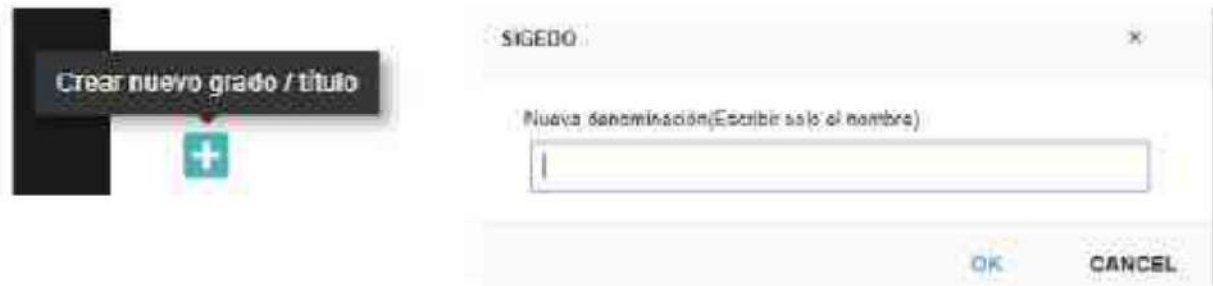 Crear nuevo grado / título
SIGEDO
×
Nueva denominación(Escribir solo el nombre)
OK
CANCEL